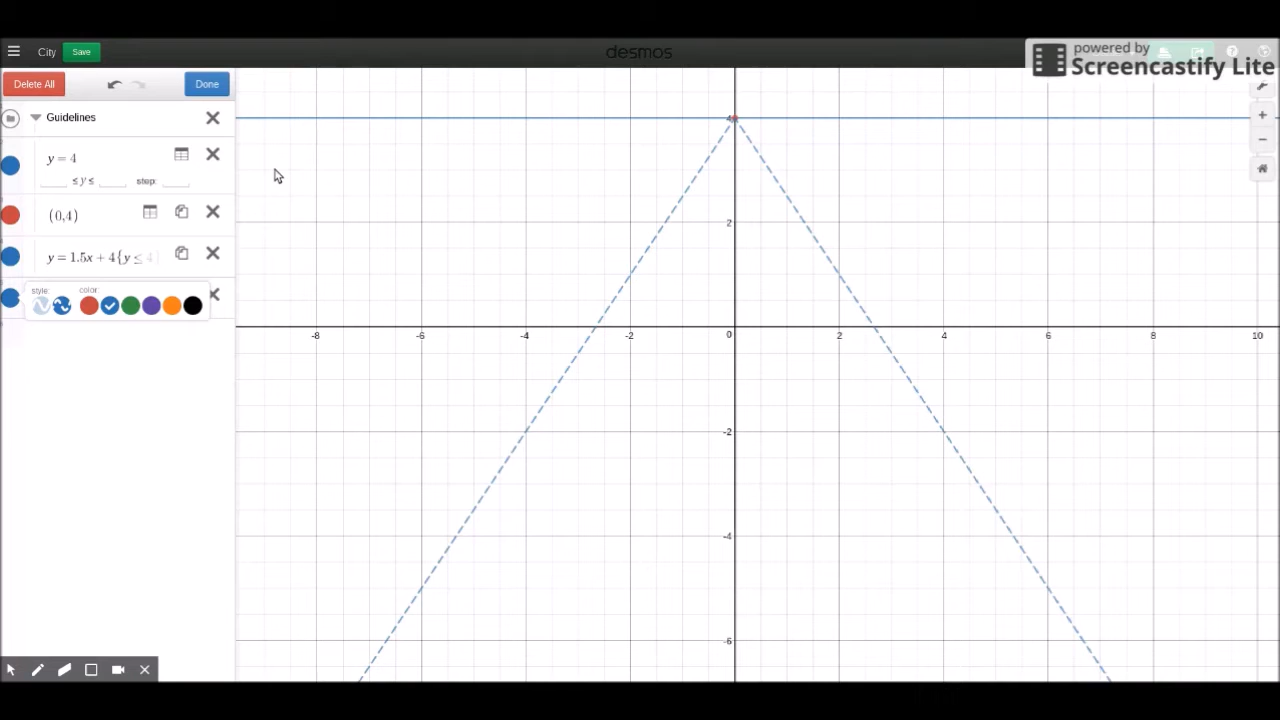 City Save desmos powered by
Screencastify Lite
Delete All Done
Guidelines
y = 4
≤ y ≤ step:
(0,4)
y = 1.5x + 4{y ≤ 4
style: color:
4
2
-8 -6 -4 -2 0 2 4 6 8 10
-2
-4
-6